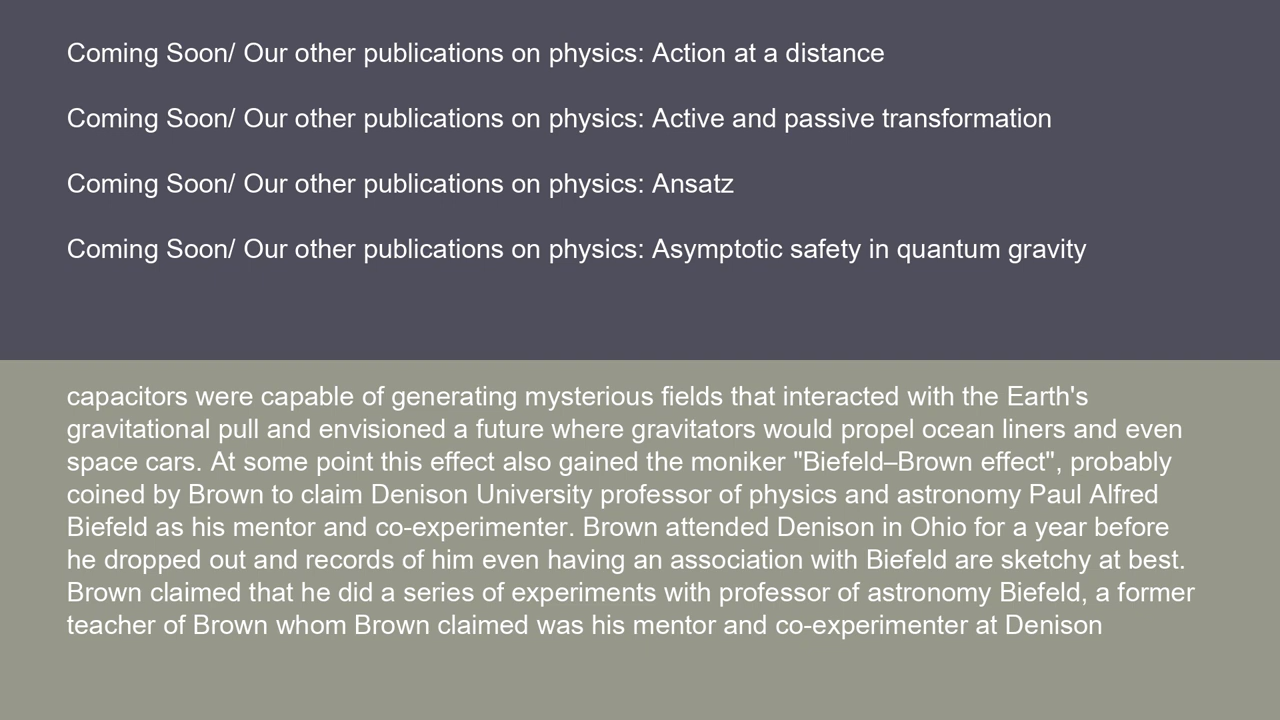 Coming Soon/ Our other publications on physics: Action at a distance
Coming Soon/ Our other publications on physics: Active and passive transformation
Coming Soon/ Our other publications on physics: Ansatz
Coming Soon/ Our other publications on physics: Asymptotic safety in quantum gravity
capacitors were capable of generating mysterious fields that interacted with the Earth's
gravitational pull and envisioned a future where gravitators would propel ocean liners and even
space cars. At some point this effect also gained the moniker "Biefeld–Brown effect", probably
coined by Brown to claim Denison University professor of physics and astronomy Paul Alfred
Biefeld as his mentor and co-experimenter. Brown attended Denison in Ohio for a year before
he dropped out and records of him even having an association with Biefeld are sketchy at best.
Brown claimed that he did a series of experiments with professor of astronomy Biefeld, a former
teacher of Brown whom Brown claimed was his mentor and co-experimenter at Denison